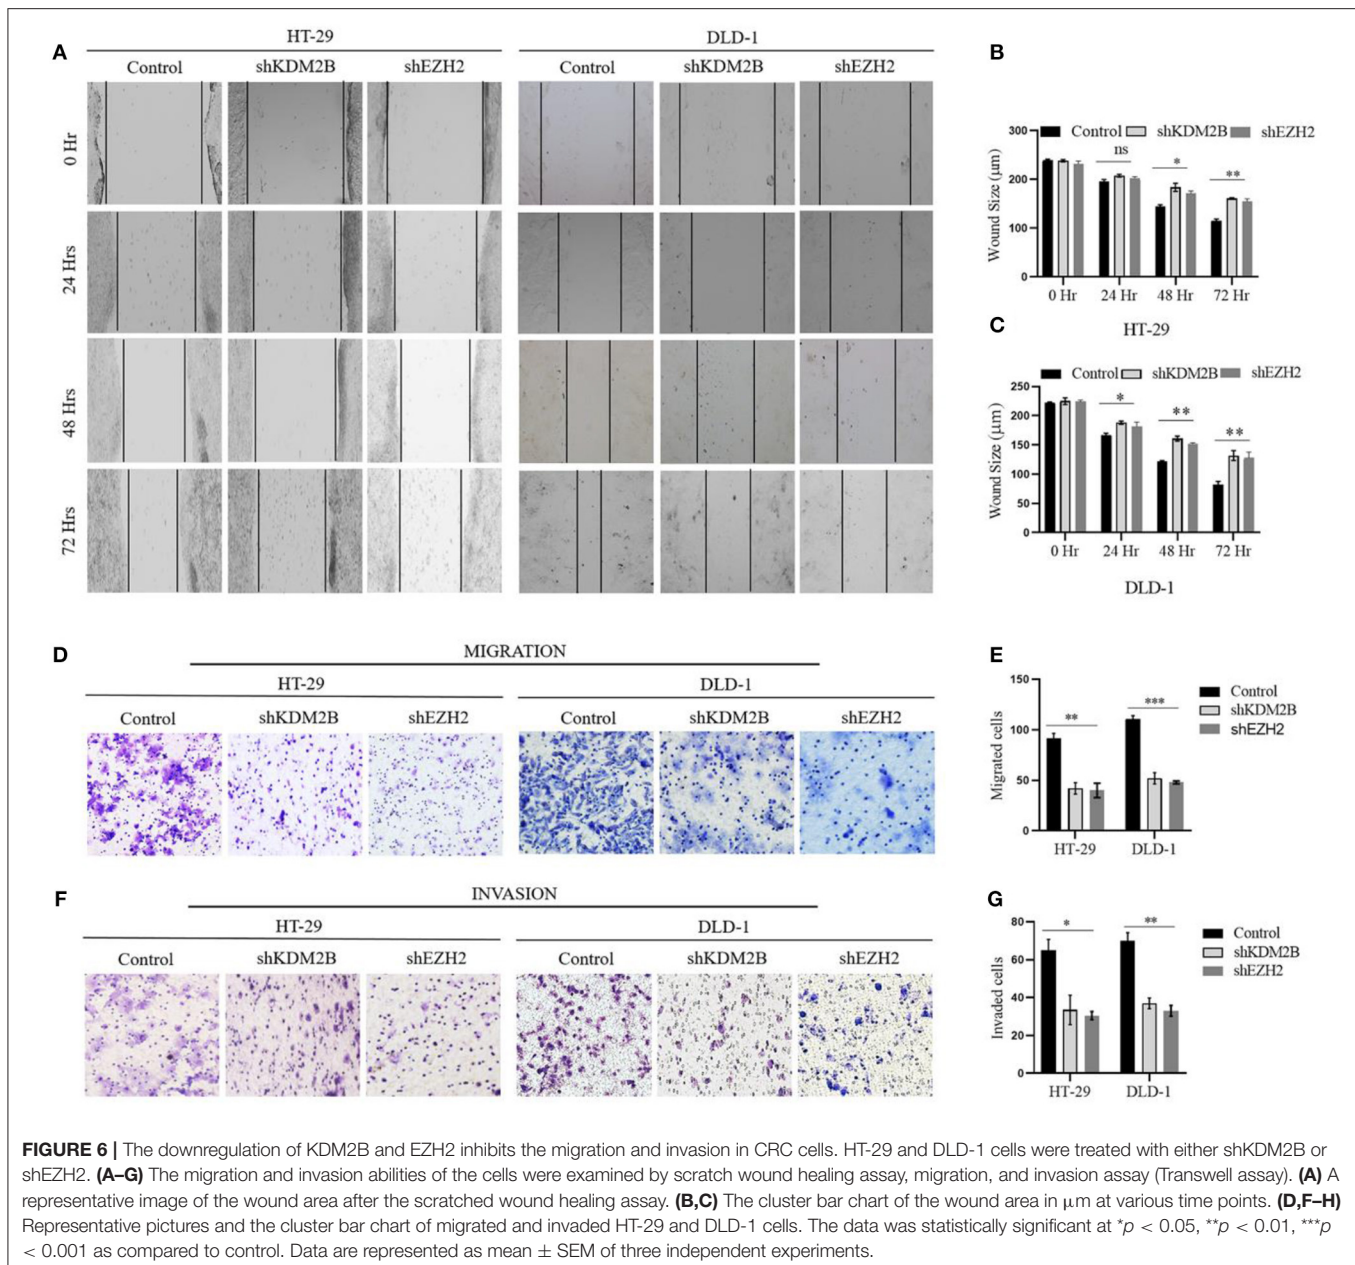 A
HT-29
DLD-1
Control
shKDM2B
shEZH2
Control
shKDM2B
shEZH2
0 Hr
24 Hrs
48 Hrs
72 Hrs
B
Control shKDM2B shEZH2
Wound Size (μm)
300
200
100
0
ns
*
**
0 Hr 24 Hr 48 Hr 72 Hr
HT-29
C
Control shKDM2B shEZH2
Wound Size (μm)
250
200
150
100
50
0
*
**
**
0 Hr 24 Hr 48 Hr 72 Hr
DLD-1
D
MIGRATION
HT-29
DLD-1
Control
shKDM2B
shEZH2
Control
shKDM2B
shEZH2
E
Migrated cells
150
100
50
0
**
***
HT-29 DLD-1
Control
shKDM2B
shEZH2
F
INVASION
HT-29
DLD-1
Control
shKDM2B
shEZH2
Control
shKDM2B
shEZH2
G
Invaded cells
80
60
40
20
0
*
**
HT-29 DLD-1
Control
shKDM2B
shEZH2
FIGURE 6 | The downregulation of KDM2B and EZH2 inhibits the migration and invasion in CRC cells. HT-29 and DLD-1 cells were treated with either shKDM2B or
shEZH2. (A–G) The migration and invasion abilities of the cells were examined by scratch wound healing assay, migration, and invasion assay (Transwell assay). (A) A
representative image of the wound area after the scratched wound healing assay. (B,C) The cluster bar chart of the wound area in μm at various time points. (D,F–H)
Representative pictures and the cluster bar chart of migrated and invaded HT-29 and DLD-1 cells. The data was statistically significant at *p < 0.05, **p < 0.01, ***p
< 0.001 as compared to control. Data are represented as mean ± SEM of three independent experiments.